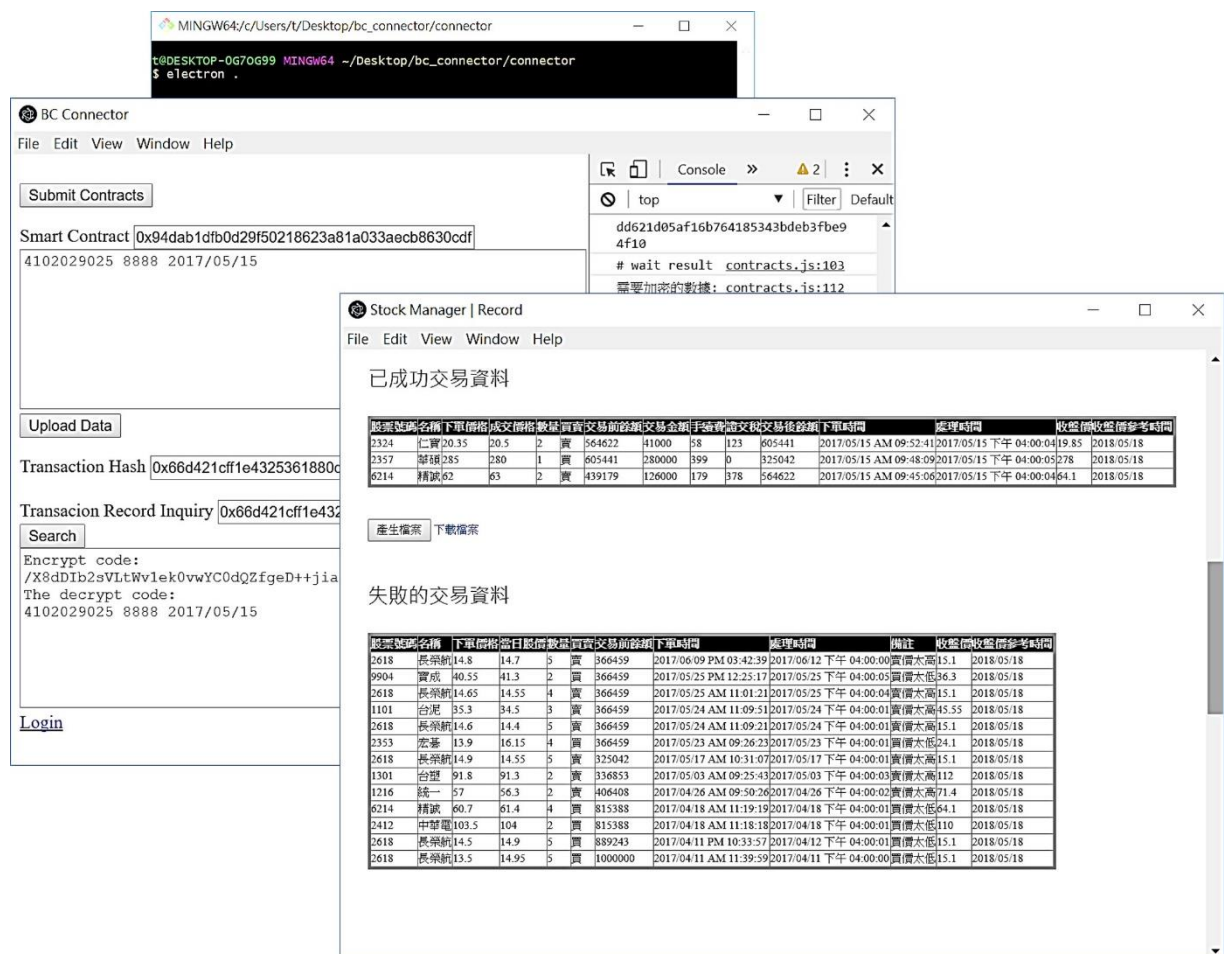 MINGW64:/c/Users/t/Desktop/bc_connector/connector
t@DESKTOP-0G7OG99 MINGW64 ~/Desktop/bc_connector/connector
$ electron .
BC Connector
File Edit View Window Help
Submit Contracts
Smart Contract 0x94dab1dfb0d29f50218623a81a033aecb8630cdf
4102029025 8888 2017/05/15
Upload Data
Transaction Hash 0x66d421cff1e4325361880c
Transacion Record Inquiry 0x66d421cff1e432
Search
Encrypt code:
/X8dDIb2sVLtWv1ek0vwYC0dQZfgeD++jia
The decrypt code:
4102029025 8888 2017/05/15
Login
Console » 2
top Filter Default
dd621d05af16b764185343bdeb3fbe9
4f10
# wait result contracts.js:103
需要加密的數據: contracts.js:112
Stock Manager | Record
File Edit View Window Help
已成功交易資料
股票號碼 名稱 下單價格 成交價格 數量 買賣 交易前餘額 交易金額 手續費 證交稅 交易後餘額 下單時間 處理時間 收盤價 收盤價參考時間
2324 仁寶 20.35 20.5 2 賣 564622 41000 58 123 605441 2017/05/15 AM 09:52:41 2017/05/15 下午 04:00:04 19.85 2018/05/18
2357 華碩 285 280 1 買 605441 280000 399 0 325042 2017/05/15 AM 09:48:09 2017/05/15 下午 04:00:05 278 2018/05/18
6214 精誠 62 63 2 賣 439179 126000 179 378 564622 2017/05/15 AM 09:45:06 2017/05/15 下午 04:00:04 64.1 2018/05/18
產生檔案 下載檔案
失敗的交易資料
股票號碼 名稱 下單價格 當日股價 數量 買賣 交易前餘額 下單時間 處理時間 備註 收盤價 收盤價參考時間
2618 長榮航 14.8 14.7 5 賣 366459 2017/06/09 PM 03:42:39 2017/06/12 下午 04:00:00 賣價太高 15.1 2018/05/18
9904 寶成 40.55 41.3 2 買 366459 2017/05/25 PM 12:25:17 2017/05/25 下午 04:00:05 買價太低 36.3 2018/05/18
2618 長榮航 14.65 14.55 4 賣 366459 2017/05/25 AM 11:01:21 2017/05/25 下午 04:00:04 賣價太高 15.1 2018/05/18
1101 台泥 35.3 34.5 3 賣 366459 2017/05/24 AM 11:09:51 2017/05/24 下午 04:00:01 賣價太高 45.55 2018/05/18
2618 長榮航 14.6 14.4 5 賣 366459 2017/05/24 AM 11:09:21 2017/05/24 下午 04:00:01 賣價太高 15.1 2018/05/18
2353 宏碁 13.9 16.15 4 買 366459 2017/05/23 AM 09:26:23 2017/05/23 下午 04:00:01 買價太低 24.1 2018/05/18
2618 長榮航 14.9 14.55 5 賣 325042 2017/05/17 AM 10:31:07 2017/05/17 下午 04:00:01 賣價太高 15.1 2018/05/18
1301 台塑 91.8 91.3 2 賣 336853 2017/05/03 AM 09:25:43 2017/05/03 下午 04:00:03 賣價太高 112 2018/05/18
1216 統一 57 56.3 2 賣 406408 2017/04/26 AM 09:50:26 2017/04/26 下午 04:00:02 賣價太高 71.4 2018/05/18
6214 精誠 60.7 61.4 4 買 815388 2017/04/18 AM 11:19:19 2017/04/18 下午 04:00:01 買價太低 64.1 2018/05/18
2412 中華電 103.5 104 2 買 815388 2017/04/18 AM 11:18:18 2017/04/18 下午 04:00:01 買價太低 110 2018/05/18
2618 長榮航 14.5 14.9 5 買 889243 2017/04/11 PM 10:33:57 2017/04/12 下午 04:00:01 買價太低 15.1 2018/05/18
2618 長榮航 13.5 14.95 5 買 1000000 2017/04/11 AM 11:39:59 2017/04/11 下午 04:00:00 買價太低 15.1 2018/05/18